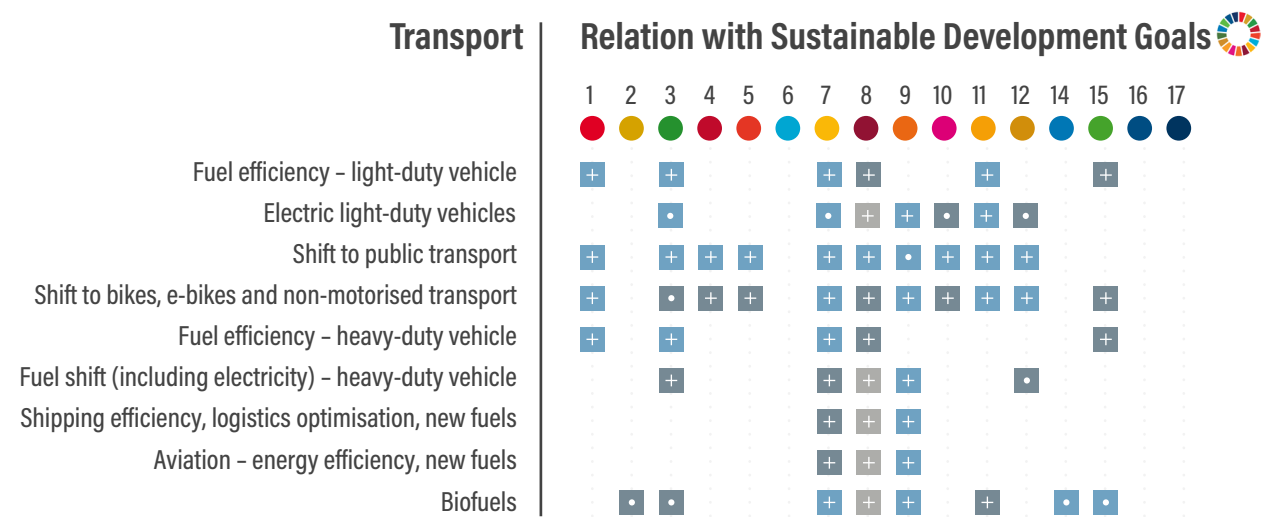 Transport Relation with Sustainable Development Goals
1 2 3 4 5 6 7 8 9 10 11 12 14 15 16 17
Fuel efficiency – light-duty vehicle + + + + + +
Electric light-duty vehicles • • + + • + •
Shift to public transport + + + + + + • + + +
Shift to bikes, e-bikes and non-motorised transport + • + + + + + + + + +
Fuel efficiency – heavy-duty vehicle + + + + +
Fuel shift (including electricity) – heavy-duty vehicle + + + + •
Shipping efficiency, logistics optimisation, new fuels + + +
Aviation – energy efficiency, new fuels + + +
Biofuels • • + + + + • •